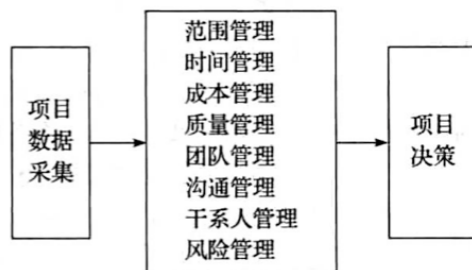 项目
数据
采集
范围管理
时间管理
成本管理
质量管理
团队管理
沟通管理
干系人管理
风险管理
项目
决策